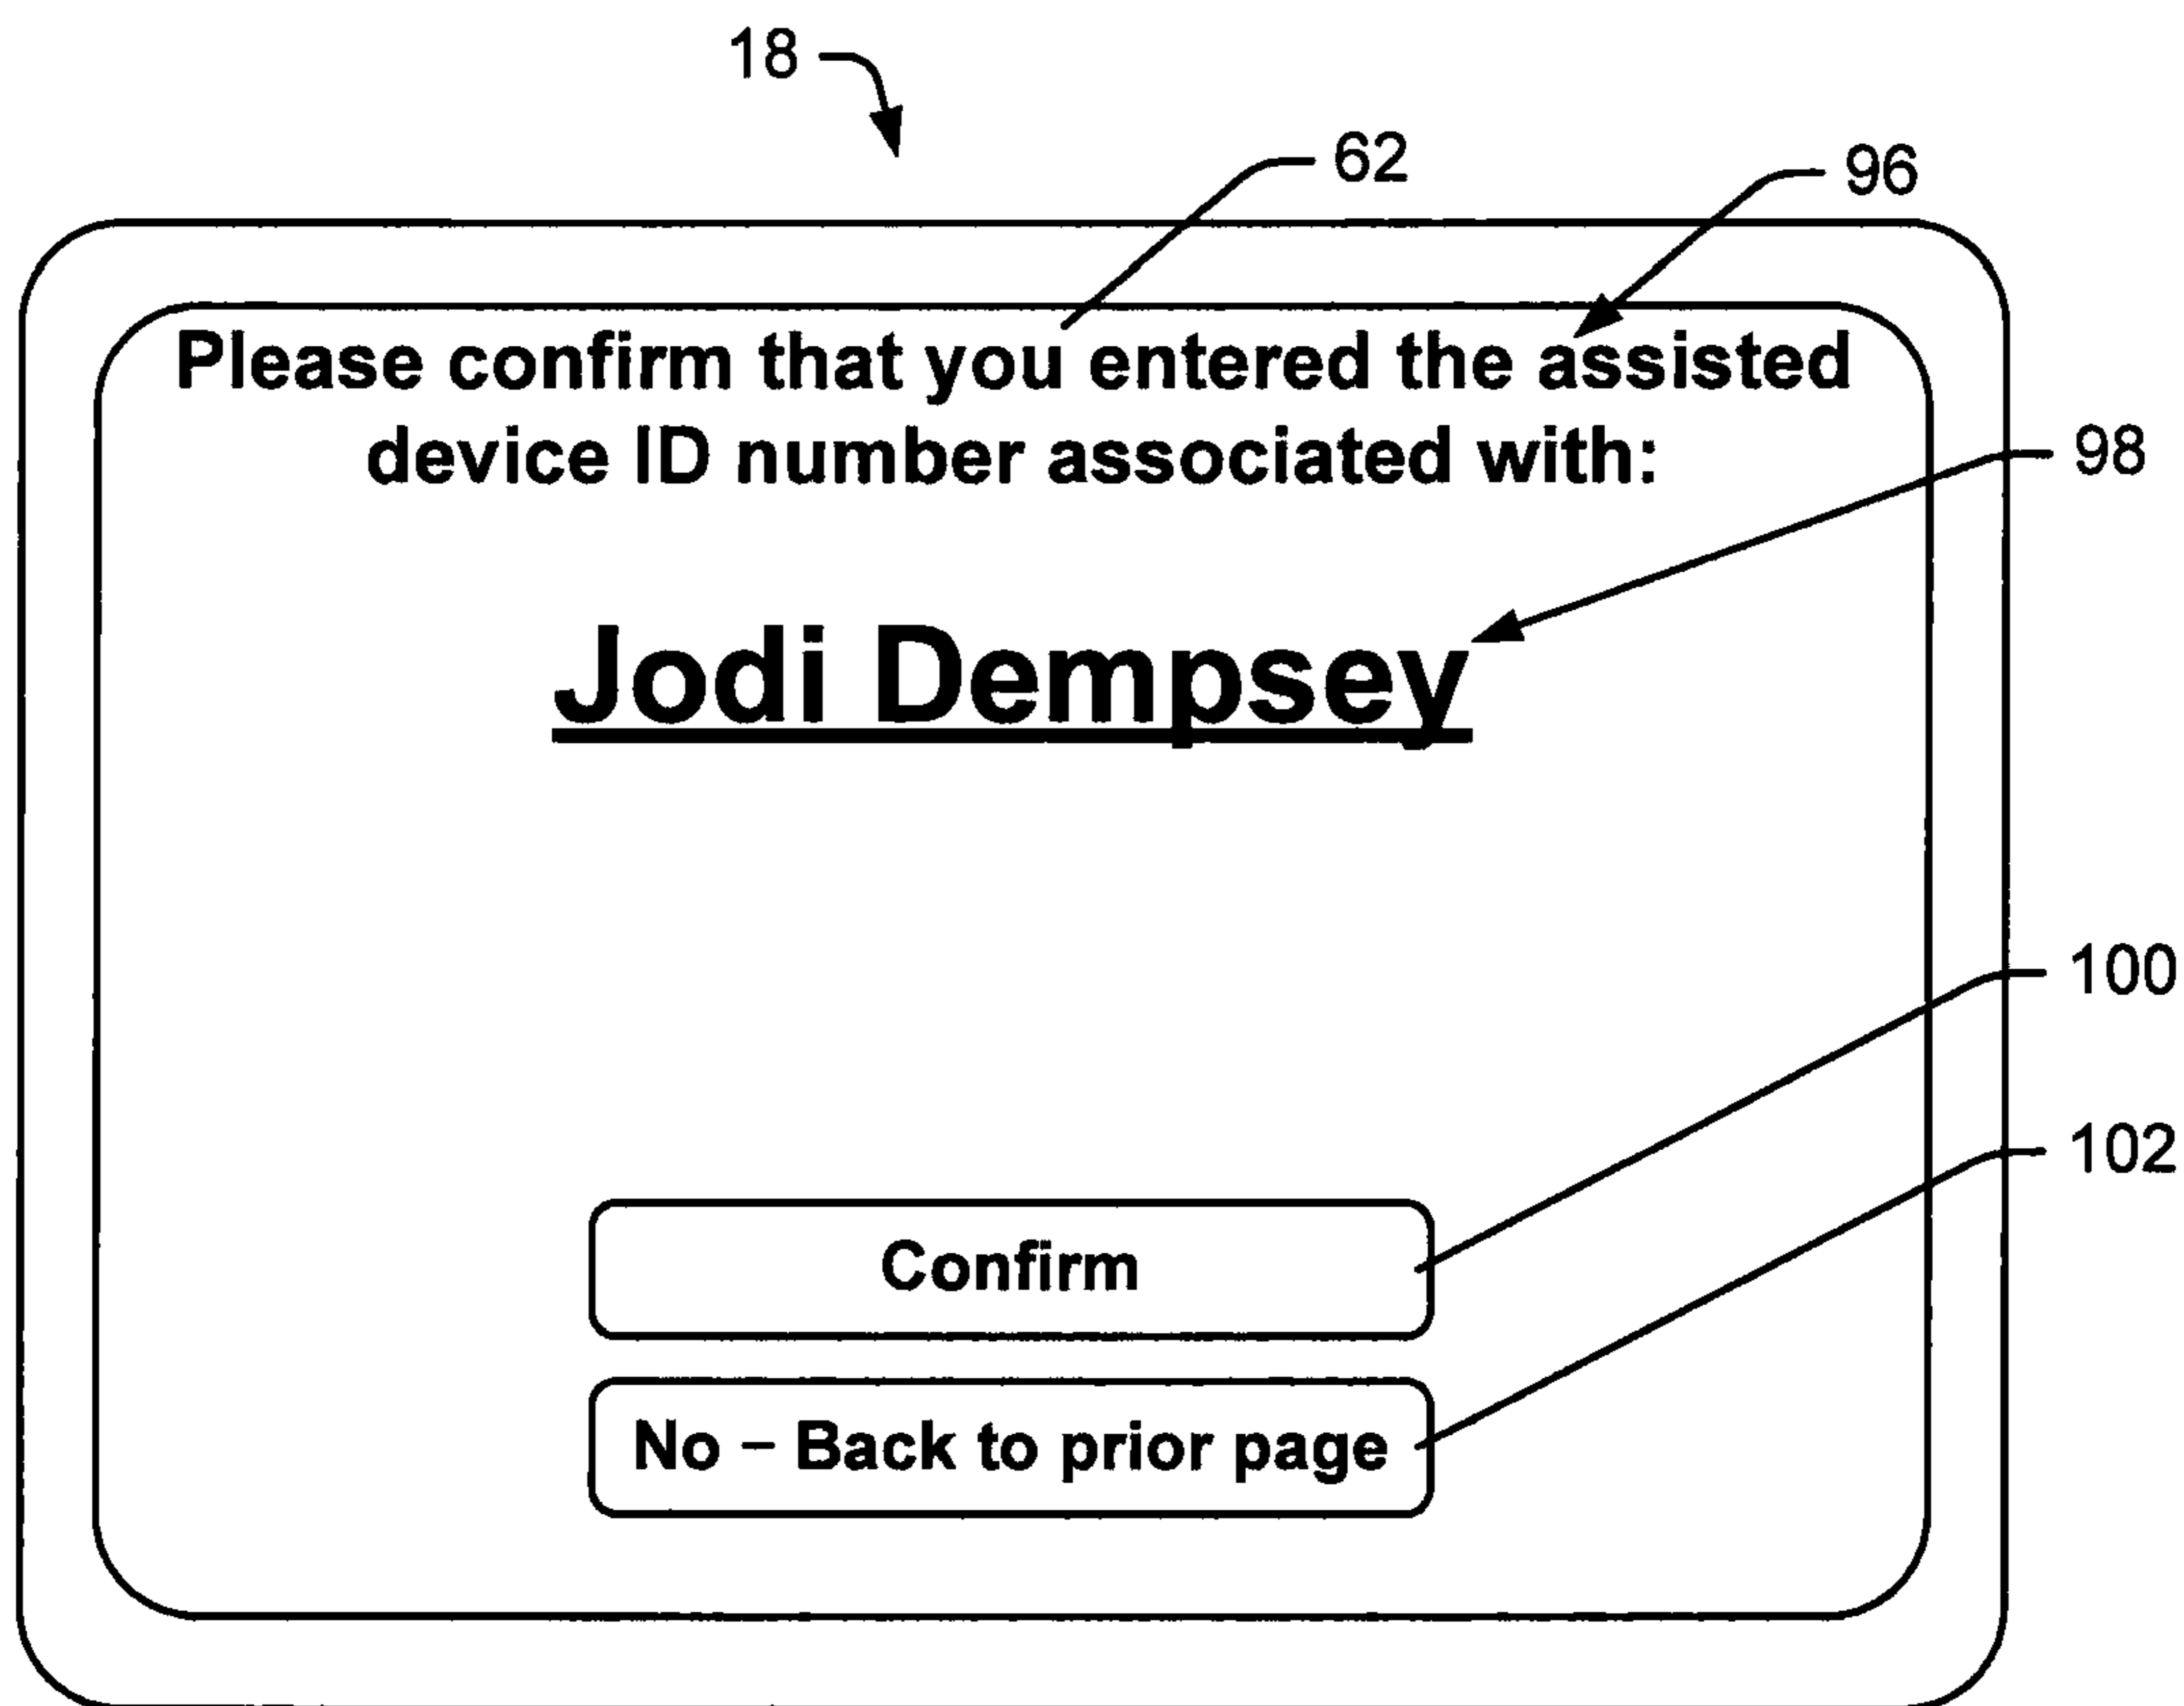 18
62
96
Please confirm that you entered the assisted
device ID number associated with:
98
Jodi Dempsey
100
102
Confirm
No – Back to prior page